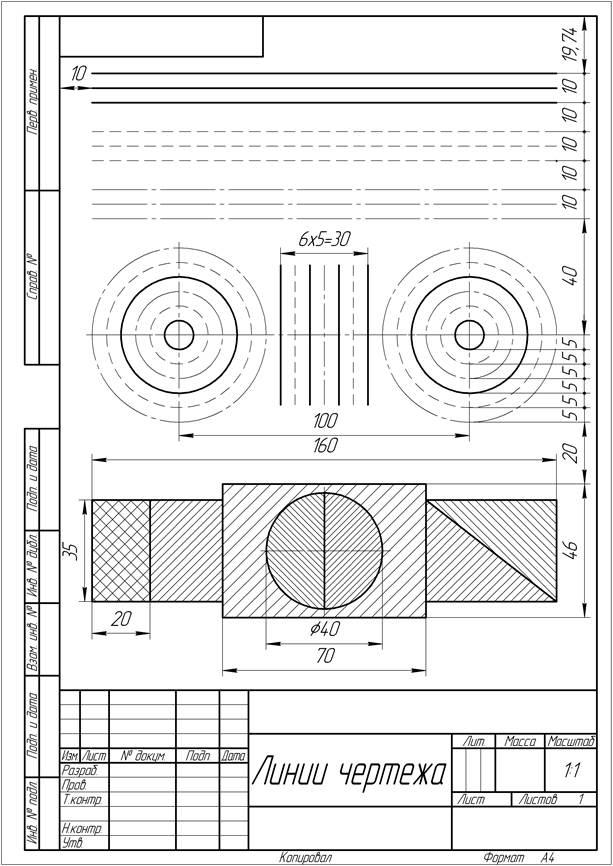 19,74
10
10
10
10
10
10
6x5=30
40
5
5
5
5
5
5
100
160
20
35
46
20
⌀40
70
Перв. примен.
Справ. №
Подп. и дата
Инв. № дубл.
Взам. инв. №
Подп. и дата
Инв. № подл.
Изм. Лист № докум. Подп. Дата
Разраб.
Пров.
Т.контр.
Н.контр.
Утв.
Линии чертежа
Лит. Масса Масштаб
1:1
Лист Листов 1
Копировал Формат А4